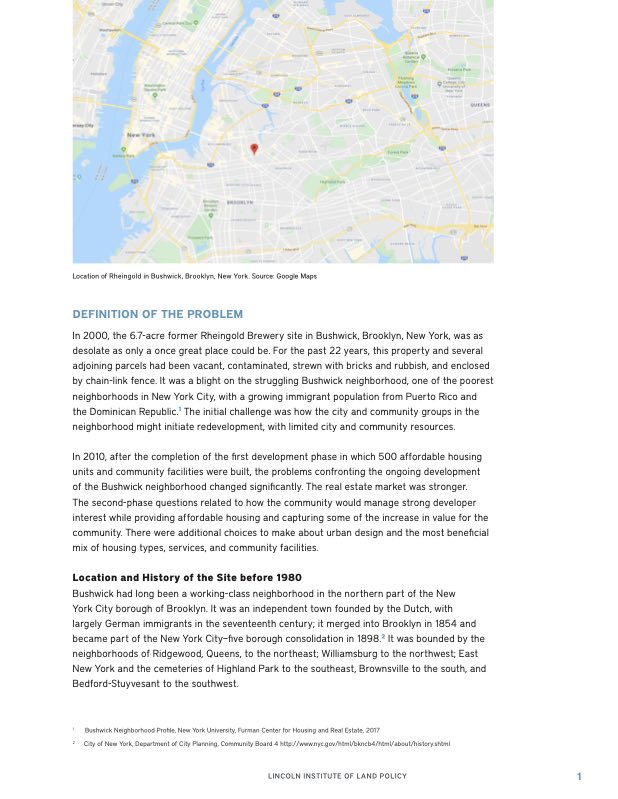 Union City
Central Park Zoo
New York
BROOKLYN
QUEENS
Forest Park
Highland Park
Location of Rheingold in Bushwick, Brooklyn, New York. Source: Google Maps
DEFINITION OF THE PROBLEM
In 2000, the 6.7-acre former Rheingold Brewery site in Bushwick, Brooklyn, New York, was as
desolate as only a once great place could be. For the past 22 years, this property and several
adjoining parcels had been vacant, contaminated, strewn with bricks and rubbish, and enclosed
by chain-link fence. It was a blight on the struggling Bushwick neighborhood, one of the poorest
neighborhoods in New York City, with a growing immigrant population from Puerto Rico and
the Dominican Republic.¹ The initial challenge was how the city and community groups in the
neighborhood might initiate redevelopment, with limited city and community resources.
In 2010, after the completion of the first development phase in which 500 affordable housing
units and community facilities were built, the problems confronting the ongoing development
of the Bushwick neighborhood changed significantly. The real estate market was stronger.
The second-phase questions related to how the community would manage strong developer
interest while providing affordable housing and capturing some of the increase in value for the
community. There were additional choices to make about urban design and the most beneficial
mix of housing types, services, and community facilities.
Location and History of the Site before 1980
Bushwick had long been a working-class neighborhood in the northern part of the New
York City borough of Brooklyn. It was an independent town founded by the Dutch, with
largely German immigrants in the seventeenth century; it merged into Brooklyn in 1854 and
became part of the New York City–five borough consolidation in 1898.² It was bounded by the
neighborhoods of Ridgewood, Queens, to the northeast; Williamsburg to the northwest; East
New York and the cemeteries of Highland Park to the southeast, Brownsville to the south, and
Bedford-Stuyvesant to the southwest.
¹ Bushwick Neighborhood Profile, New York University, Furman Center for Housing and Real Estate, 2017
² City of New York, Department of City Planning, Community Board 4 http://www.nyc.gov/html/bkncb4/html/about/history.shtml
LINCOLN INSTITUTE OF LAND POLICY 1